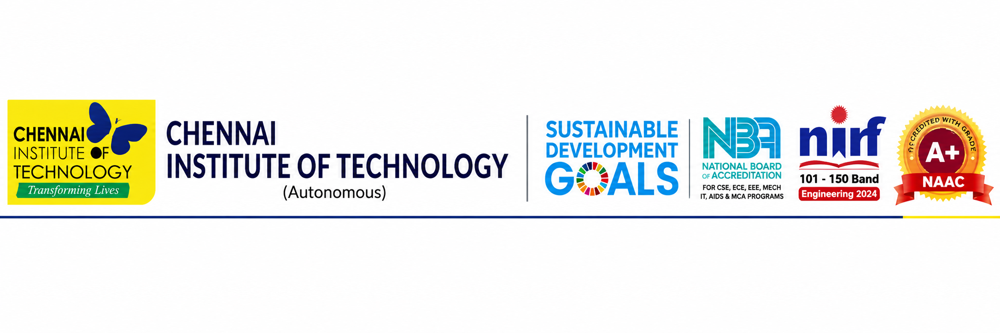 CHENNAI
INSTITUTE OF
TECHNOLOGY
Transforming Lives
CHENNAI
INSTITUTE OF TECHNOLOGY
(Autonomous)
SUSTAINABLE
DEVELOPMENT
GOALS
NBA
NATIONAL BOARD
OF ACCREDITATION
FOR CSE, ECE, EEE, MECH
IT, AIDS & MCA PROGRAMS
nirf
101 - 150 Band
Engineering 2024
ACCREDITED WITH GRADE
A+
NAAC